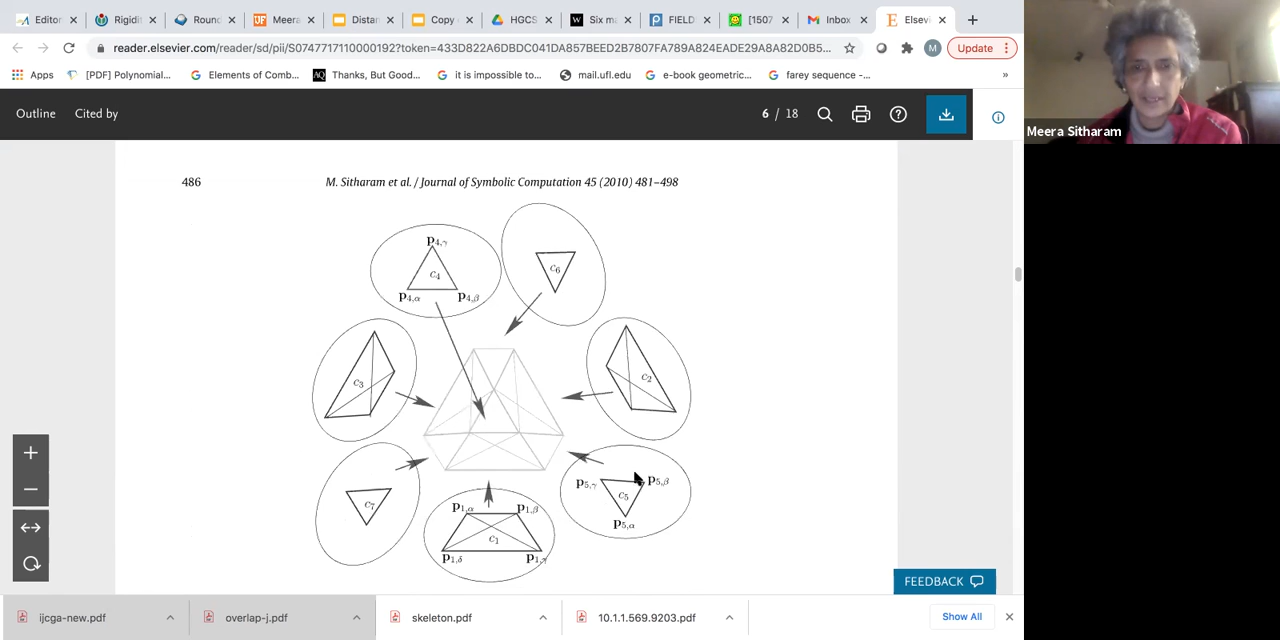 Editor
Rigidi
Roun
Meera
Distan
Copy
HGCS
Six ma
FIELD
[1507
Inbox
Elsevi
reader.elsevier.com/reader/sd/pii/S0747717110000192?token=433D822A6DBDC041DA857BEED2B7807FA789A824EADE29A8A82D0B5...
M
Update
Apps
[PDF] Polynomial...
Elements of Comb...
Thanks, But Good...
it is impossible to...
mail.ufl.edu
e-book geometric...
farey sequence -...
»
Outline
Cited by
6 / 18
486
M. Sitharam et al. / Journal of Symbolic Computation 45 (2010) 481–498
p4,γ
c4
p4,α
p4,β
c6
c3
c2
c7
p1,α
p1,β
c1
p1,δ
p1,γ
p5,γ
p5,β
c5
p5,α
FEEDBACK
ijcga-new.pdf
overlap-j.pdf
skeleton.pdf
10.1.1.569.9203.pdf
Show All
Meera Sitharam